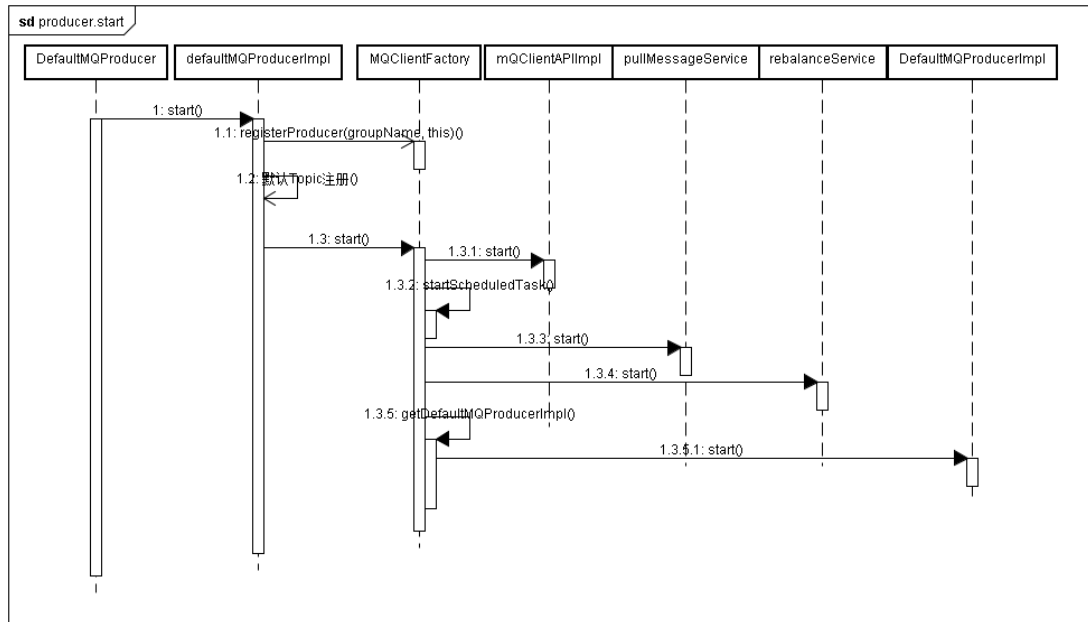 sd producer.start
DefaultMQProducer
defaultMQProducerImpl
MQClientFactory
mQClientAPIImpl
pullMessageService
rebalanceService
DefaultMQProducerImpl
1: start()
1.1: registerProducer(groupName, this)()
1.2: 默认Topic注册()
1.3: start()
1.3.1: start()
1.3.2: startScheduledTask()
1.3.3: start()
1.3.4: start()
1.3.5: getDefaultMQProducerImpl()
1.3.5.1: start()